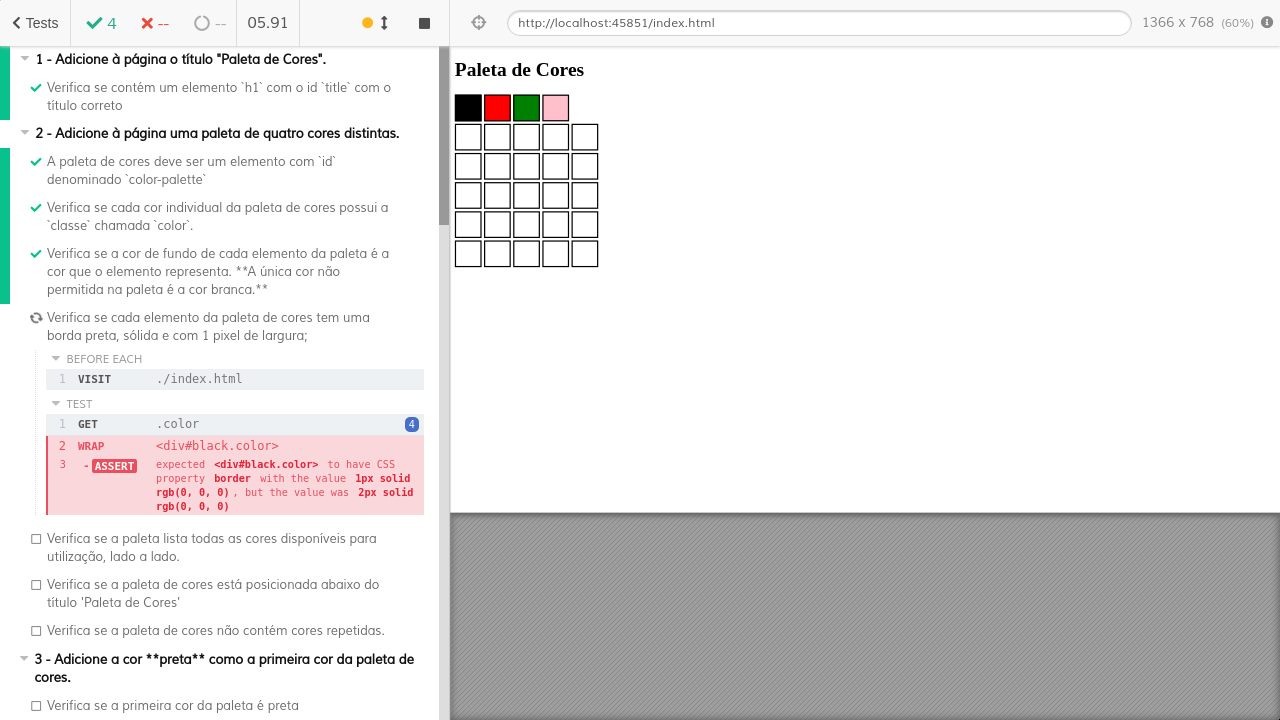 Tests
4
--
--
05.91
http://localhost:45851/index.html
1366 x 768 (60%)
1 - Adicione à página o título "Paleta de Cores".
Verifica se contém um elemento `h1` com o id `title` com o
título correto
2 - Adicione à página uma paleta de quatro cores distintas.
A paleta de cores deve ser um elemento com `id`
denominado `color-palette`
Verifica se cada cor individual da paleta de cores possui a
`classe` chamada `color`.
Verifica se a cor de fundo de cada elemento da paleta é a
cor que o elemento representa. **A única cor não
permitida na paleta é a cor branca.**
Verifica se cada elemento da paleta de cores tem uma
borda preta, sólida e com 1 pixel de largura;
BEFORE EACH
1 VISIT ./index.html
TEST
1 GET .color 4
2 WRAP <div#black.color>
3 - ASSERT expected <div#black.color> to have CSS
property border with the value 1px solid
rgb(0, 0, 0) , but the value was 2px solid
rgb(0, 0, 0)
Verifica se a paleta lista todas as cores disponíveis para
utilização, lado a lado.
Verifica se a paleta de cores está posicionada abaixo do
título 'Paleta de Cores'
Verifica se a paleta de cores não contém cores repetidas.
3 - Adicione a cor **preta** como a primeira cor da paleta de
cores.
Verifica se a primeira cor da paleta é preta
Paleta de Cores